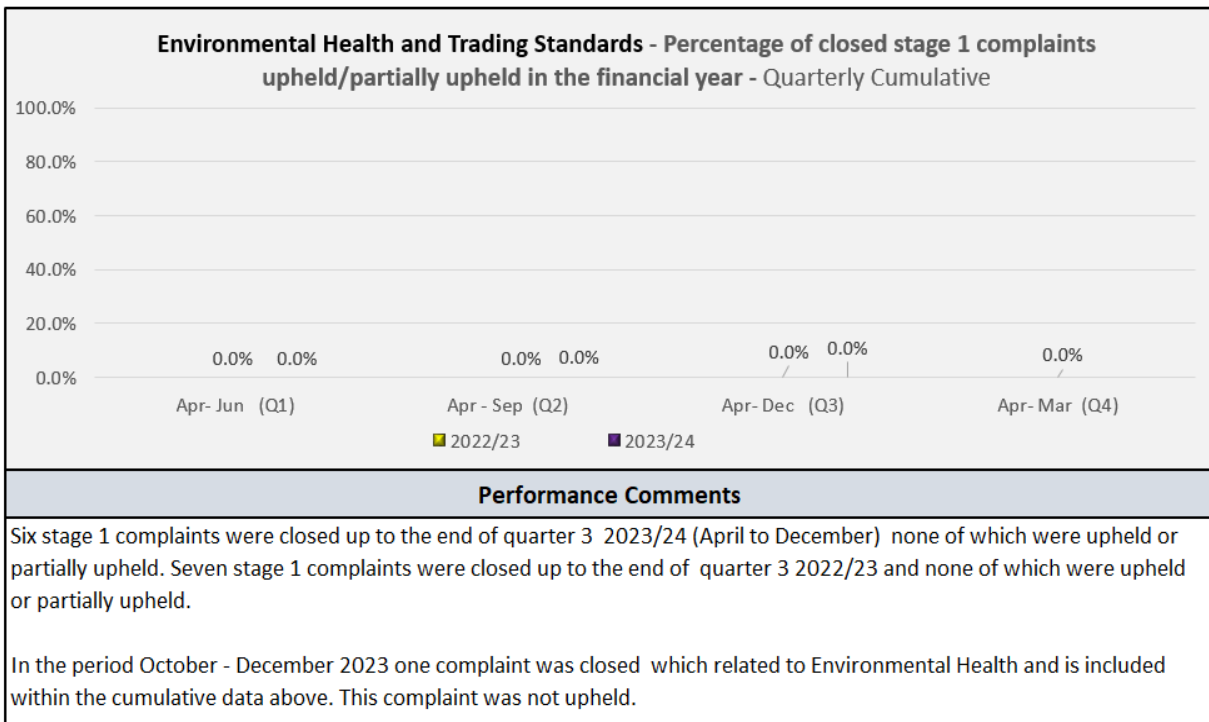 Environmental Health and Trading Standards - Percentage of closed stage 1 complaints
upheld/partially upheld in the financial year - Quarterly Cumulative
100.0%
80.0%
60.0%
40.0%
20.0%
0.0%
0.0% 0.0% 0.0% 0.0% 0.0% 0.0% 0.0%
Apr- Jun (Q1) Apr - Sep (Q2) Apr- Dec (Q3) Apr- Mar (Q4)
2022/23 2023/24
Performance Comments
Six stage 1 complaints were closed up to the end of quarter 3 2023/24 (April to December) none of which were upheld or
partially upheld. Seven stage 1 complaints were closed up to the end of quarter 3 2022/23 and none of which were upheld
or partially upheld.
In the period October - December 2023 one complaint was closed which related to Environmental Health and is included
within the cumulative data above. This complaint was not upheld.